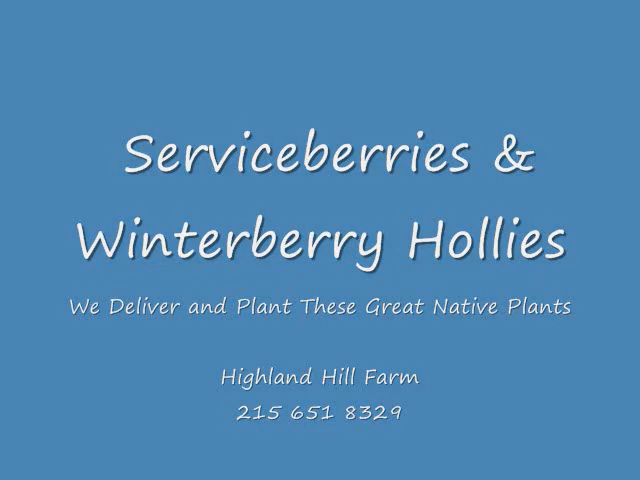 Serviceberries &
Winterberry Hollies
We Deliver and Plant These Great Native Plants
Highland Hill Farm
215 651 8329